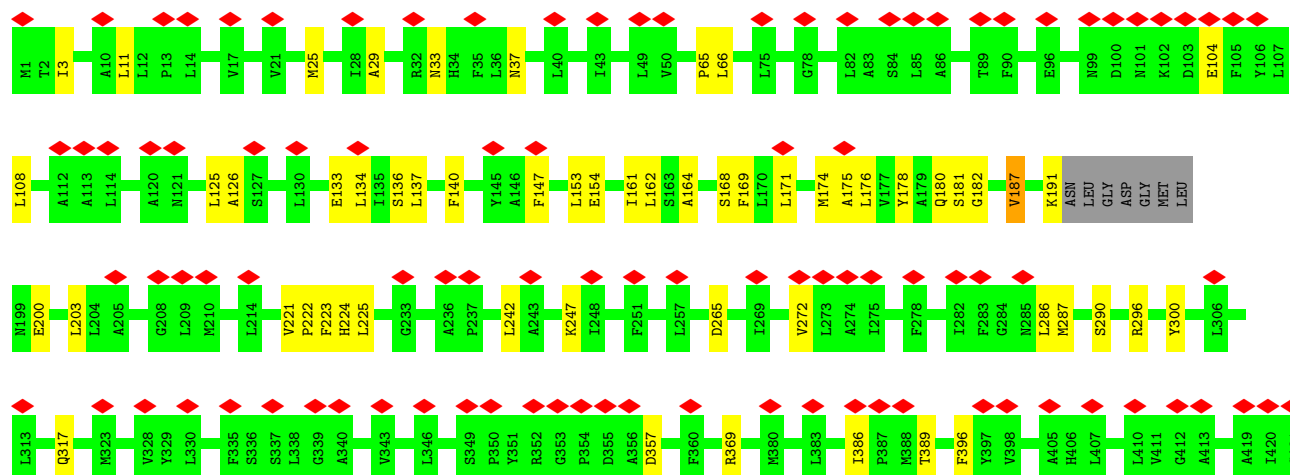 M1 T2 I3 A10 L11 L12 P13 L14 V17 V21 M25 I28 A29 R32 N33 H34 F35 L36 N37 L40 I43 L49 V50 P65 L66 L75 G78 L82 A83 S84 L85 A86 T89 F90 E96 N99 D100 N101 K102 D103 E104 F105 Y106 L107
L108 A112 A113 L114 A120 N121 L125 A126 S127 L130 E133 L134 I135 S136 L137 F140 Y145 A146 F147 L153 E154 I161 L162 S163 A164 S168 F169 L170 L171 M174 A175 L176 V177 Y178 A179 Q180 S181 G182 V187 K191 ASN LEU GLY ASP GLY MET LEU
N199 E200 L203 L204 A205 G208 L209 M210 L214 V221 P222 F223 H224 L225 G233 A236 P237 L242 A243 K247 I248 F251 L257 D265 I269 V272 L273 A274 I275 F278 I282 F283 G284 N285 L286 M287 S290 R296 Y300 L306
L313 Q317 M323 V328 Y329 L330 F335 S336 S337 L338 G339 A340 V343 L346 S349 P350 Y351 R352 G353 P354 D355 A356 D357 F360 R369 M380 L383 I386 P387 M388 T389 F396 Y397 V398 A405 H406 L407 L410 V411 G412 A413 A419 I420